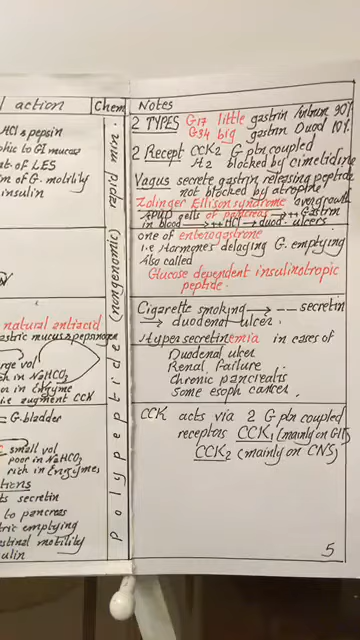 l action
Chem
Notes
HCl & pepsin
phic to GI mucosa
of LES
of G. motility
insulin
natural antiacid
astric mucus & pepsinogen
rge vol
ch in NaHCO3
or in Enzyme
i.e augment CCK
G-bladder
small vol
poor in NaHCO3
rich in Enzymes
tions
ts secretin
to pancreas
tric emptying
stinal motility
ulin
polypeptide (nongenomic) rapid, min.
2 TYPES G17 little gastrin /antrum 90%
G34 big gastrin Duod 10%
2 Recept CCK2 G ptn coupled
H2 blocked by cimetidine
Vagus secrete gastrin releasing peptide
not blocked by atropine
Zolinger Ellison syndrome overgrowth
APUD cells of pancreas → ++ Gastrin
in blood → ++ HCl → duod. ulcers
one of enterogastrone
i.e Hormones delaying G. emptying
Also called
Glucose dependent insulinotropic
peptide.
Cigarette smoking → --- secretin
→ duodenal ulcer.
Hypersecretinemia in cases of
Duodenal ulcer
Renal failure
Chronic pancreatits
Some esoph cancer.
CCK acts via 2 G ptn coupled
receptors CCK1 (mainly on GIT)
CCK2 (mainly on CNS)
5